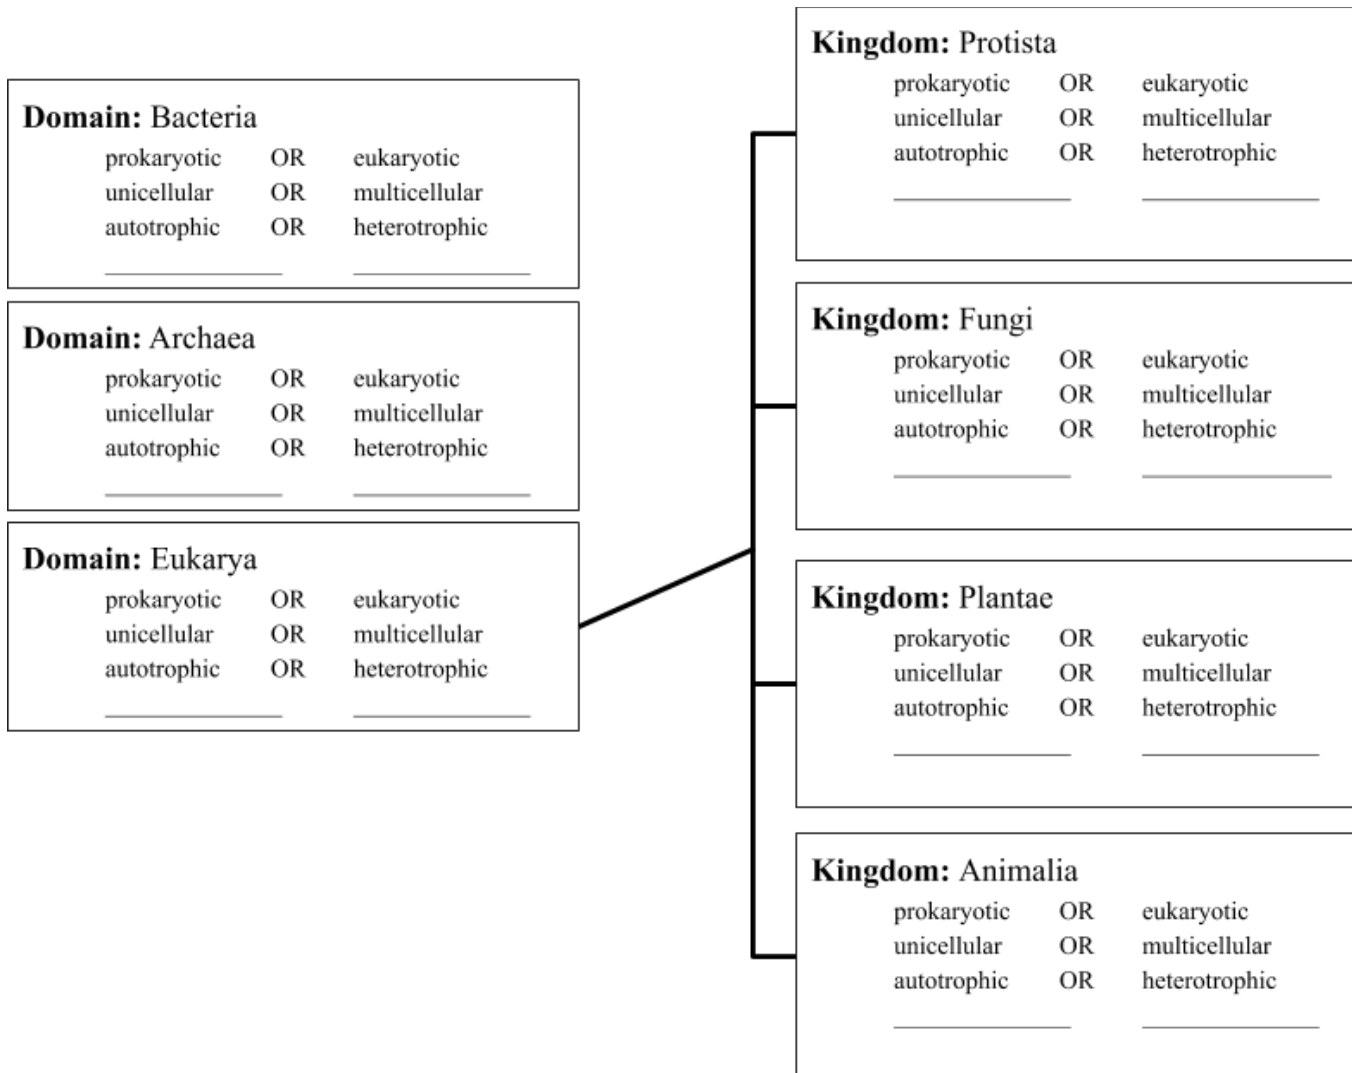 Domain: Bacteria
prokaryotic OR eukaryotic
unicellular OR multicellular
autotrophic OR heterotrophic
Domain: Archaea
prokaryotic OR eukaryotic
unicellular OR multicellular
autotrophic OR heterotrophic
Domain: Eukarya
prokaryotic OR eukaryotic
unicellular OR multicellular
autotrophic OR heterotrophic
Kingdom: Protista
prokaryotic OR eukaryotic
unicellular OR multicellular
autotrophic OR heterotrophic
Kingdom: Fungi
prokaryotic OR eukaryotic
unicellular OR multicellular
autotrophic OR heterotrophic
Kingdom: Plantae
prokaryotic OR eukaryotic
unicellular OR multicellular
autotrophic OR heterotrophic
Kingdom: Animalia
prokaryotic OR eukaryotic
unicellular OR multicellular
autotrophic OR heterotrophic